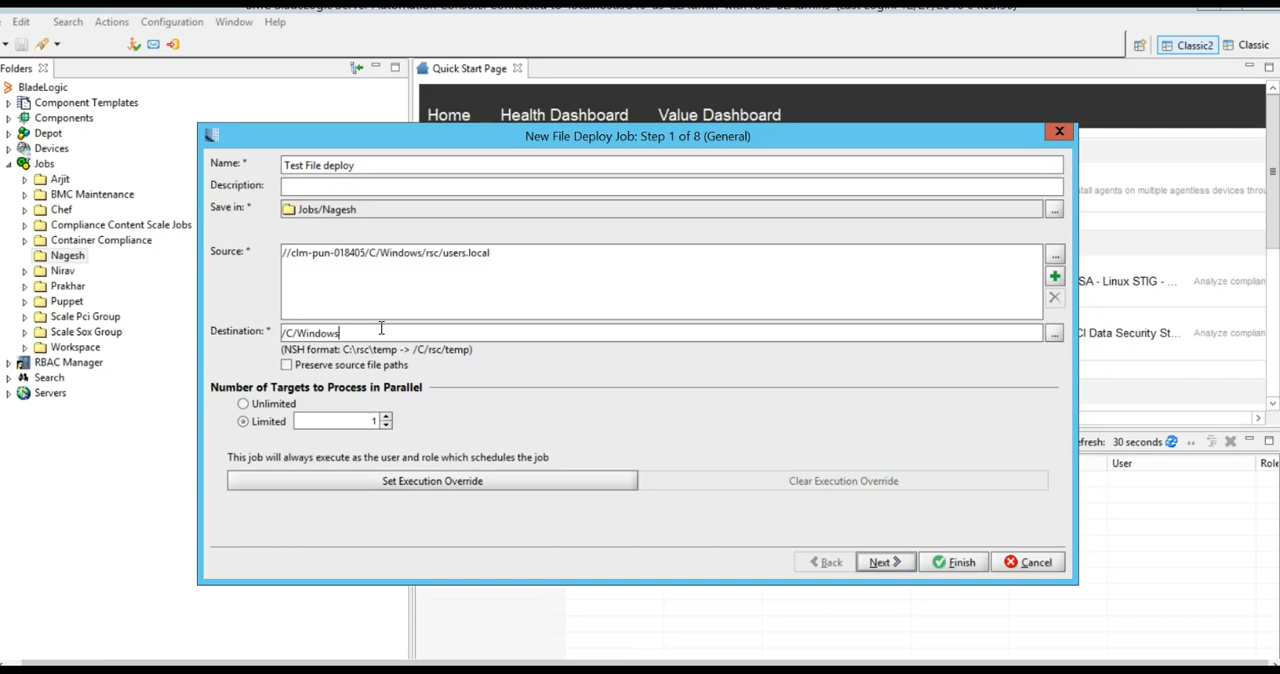 Edit Search Actions Configuration Window Help
Classic2 Classic
Folders
Quick Start Page
BladeLogic
Component Templates
Components
Depot
Devices
Jobs
Arjit
BMC Maintenance
Chef
Compliance Content Scale Jobs
Container Compliance
Nagesh
Nirav
Prakhar
Puppet
Scale Pci Group
Scale Sox Group
Workspace
RBAC Manager
Search
Servers
Home Health Dashboard Value Dashboard
New File Deploy Job: Step 1 of 8 (General)
Name: * Test File deploy
Description:
Save in: * Jobs/Nagesh
...
Source: * //clm-pun-018405/C/Windows/rsc/users.local
...
Destination: * /C/Windows
...
(NSH format: C:\rsc\temp -> /C/rsc/temp)
Preserve source file paths
Number of Targets to Process in Parallel
Unlimited
Limited 1
This job will always execute as the user and role which schedules the job
Set Execution Override Clear Execution Override
Back Next Finish Cancel
stall agents on multiple agentless devices
SA - Linux STIG - ... Analyze complian
CI Data Security St Analyze complian
efresh: 30 seconds
User Role